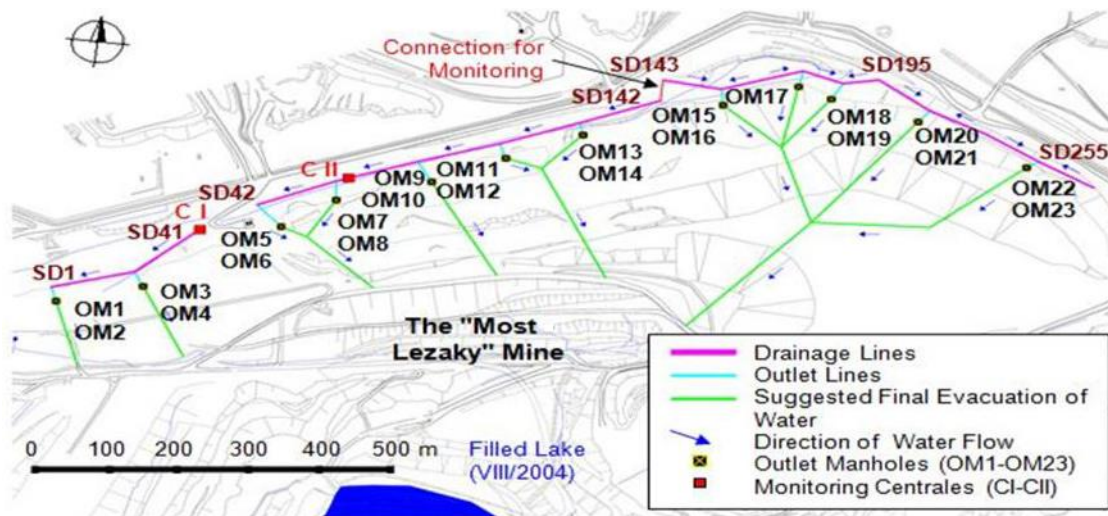 Connection for
Monitoring
SD143
SD142
SD195
OM17
OM15
OM16
OM18
OM19
OM20
OM21
SD255
OM22
OM23
OM13
OM14
OM11
OM12
C II
OM9
OM10
SD42
C I
SD41
OM5
OM6
OM7
OM8
SD1
OM1
OM2
OM3
OM4
The "Most
Lezaky" Mine
Drainage Lines
Outlet Lines
Suggested Final Evacuation of
Water
Direction of Water Flow
Outlet Manholes (OM1-OM23)
Monitoring Centrales (CI-CII)
0 100 200 300 400 500 m
Filled Lake
(VIII/2004)